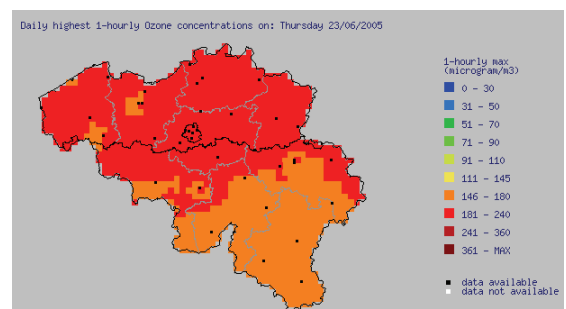 Daily highest 1-hourly Ozone concentrations on: Thursday 23/06/2005
1-hourly max
(microgram/m3)
0 - 30
31 - 50
51 - 70
71 - 90
91 - 110
111 - 145
146 - 180
181 - 240
241 - 360
361 - MAX
data available
data not available